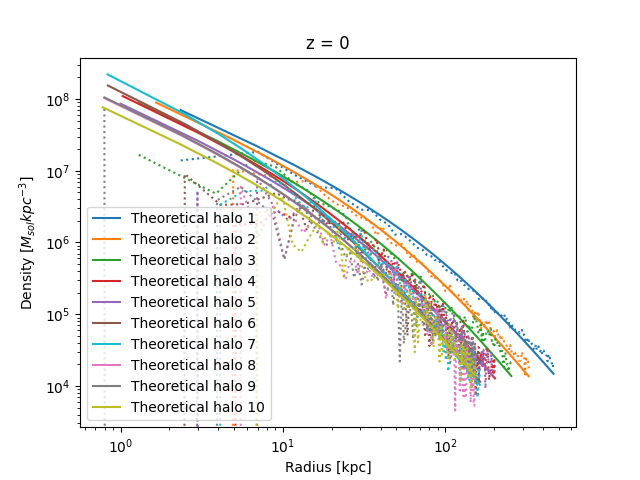 z = 0
Density [$M_{sol}kpc^{-3}$]
10^8
10^7
10^6
10^5
10^4
Theoretical halo 1
Theoretical halo 2
Theoretical halo 3
Theoretical halo 4
Theoretical halo 5
Theoretical halo 6
Theoretical halo 7
Theoretical halo 8
Theoretical halo 9
Theoretical halo 10
10^0
10^1
10^2
Radius [kpc]